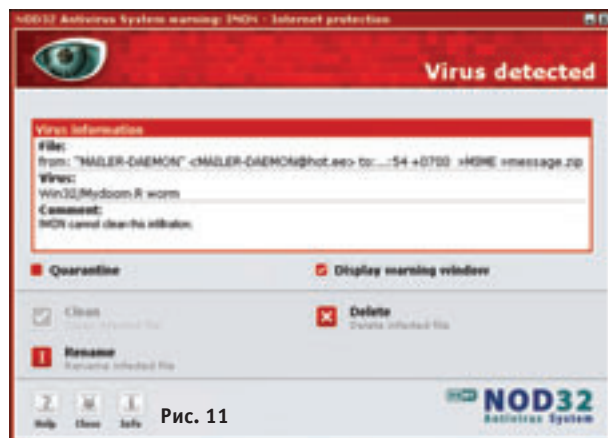 NOD32 Antivirus System warning: IMON - Internet protection
Virus detected
Virus information
File:
from: "MAILER-DAEMON" <MAILER-DAEMON@hot.ee> to:...:54 +0700 »MIME »message.zip
Virus:
Win32/Mydoom.R worm
Comment:
IMON cannot clean this infiltration.
Quarantine
Display warning window
Clean
Clean infected file
Delete
Delete infected file
Rename
Rename infected file
Help
Close
Info
Рис. 11
NOD32
Antivirus System